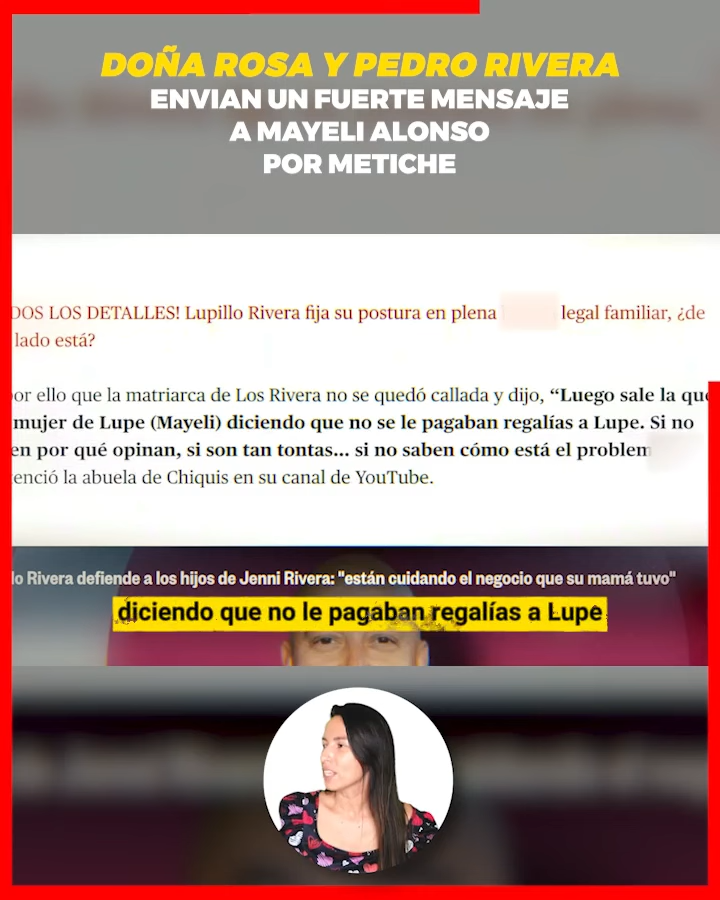 DOÑA ROSA Y PEDRO RIVERA
ENVIAN UN FUERTE MENSAJE
A MAYELI ALONSO
POR METICHE
DOS LOS DETALLES! Lupillo Rivera fija su postura en plena legal familiar, ¿de
lado está?
or ello que la matriarca de Los Rivera no se quedó callada y dijo, “Luego sale la que
mujer de Lupe (Mayeli) diciendo que no se le pagaban regalías a Lupe. Si no
en por qué opinan, si son tan tontas... si no saben cómo está el problem
enció la abuela de Chiquis en su canal de YouTube.
lo Rivera defiende a los hijos de Jenni Rivera: "están cuidando el negocio que su mamá tuvo"
diciendo que no le pagaban regalías a Lupe